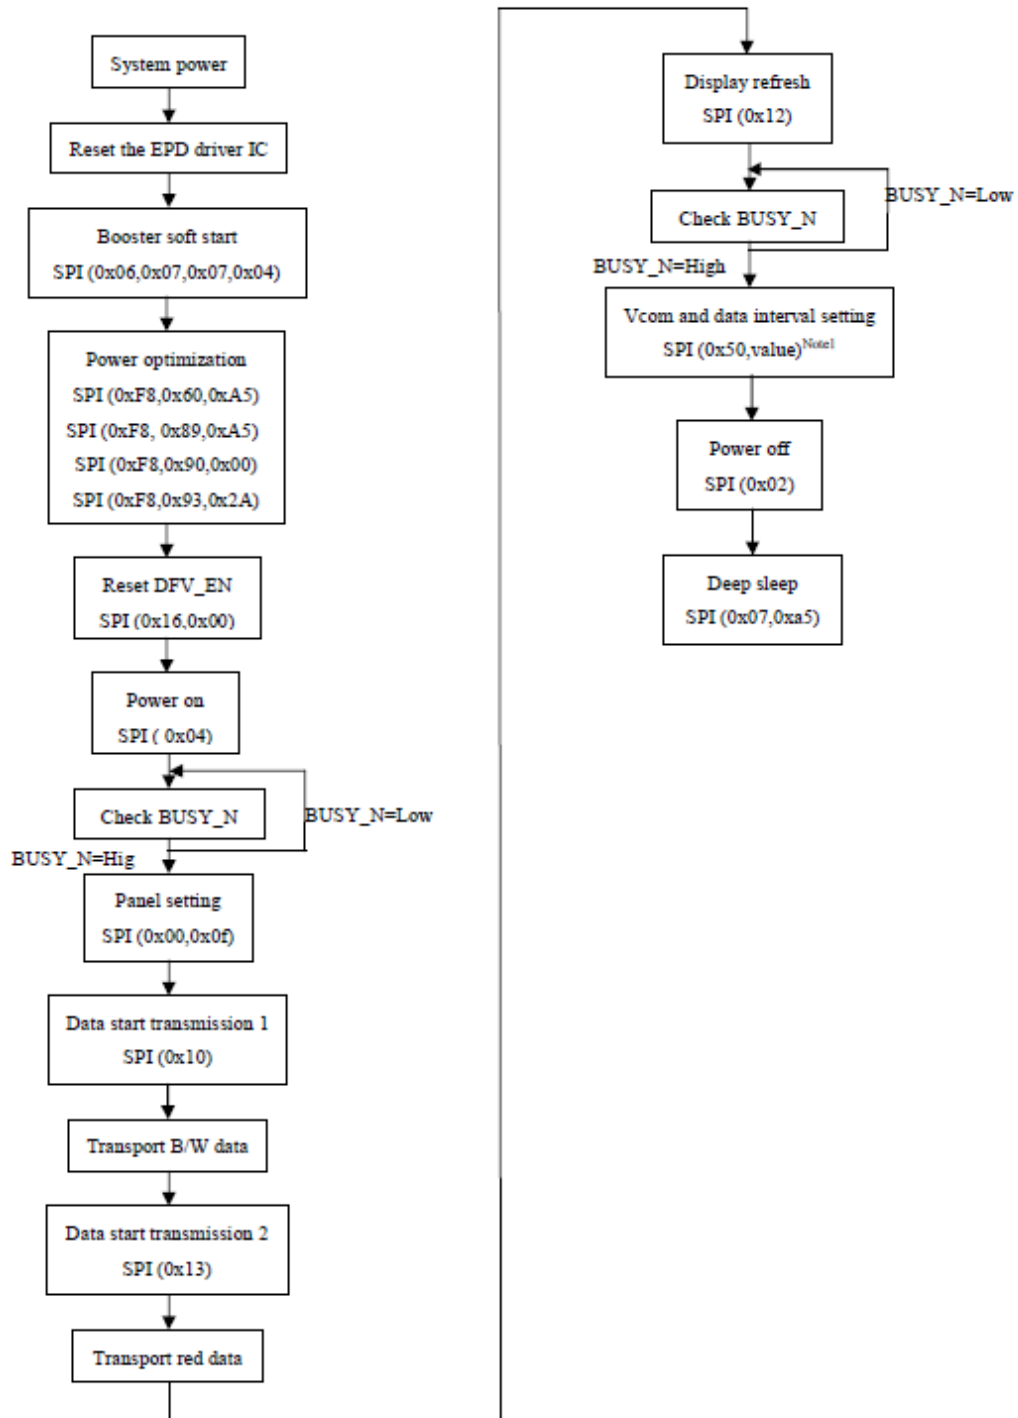 System power
Reset the EPD driver IC
Booster soft start
SPI (0x06,0x07,0x07,0x04)
Power optimization
SPI (0xF8,0x60,0xA5)
SPI (0xF8, 0x89,0xA5)
SPI (0xF8,0x90,0x00)
SPI (0xF8,0x93,0x2A)
Reset DFV_EN
SPI (0x16,0x00)
Power on
SPI ( 0x04)
Check BUSY_N
BUSY_N=Low
BUSY_N=Hig
Panel setting
SPI (0x00,0x0f)
Data start transmission 1
SPI (0x10)
Transport B/W data
Data start transmission 2
SPI (0x13)
Transport red data
Display refresh
SPI (0x12)
BUSY_N=Low
Check BUSY_N
BUSY_N=High
Vcom and data interval setting
SPI (0x50,value)Note1
Power off
SPI (0x02)
Deep sleep
SPI (0x07,0xa5)